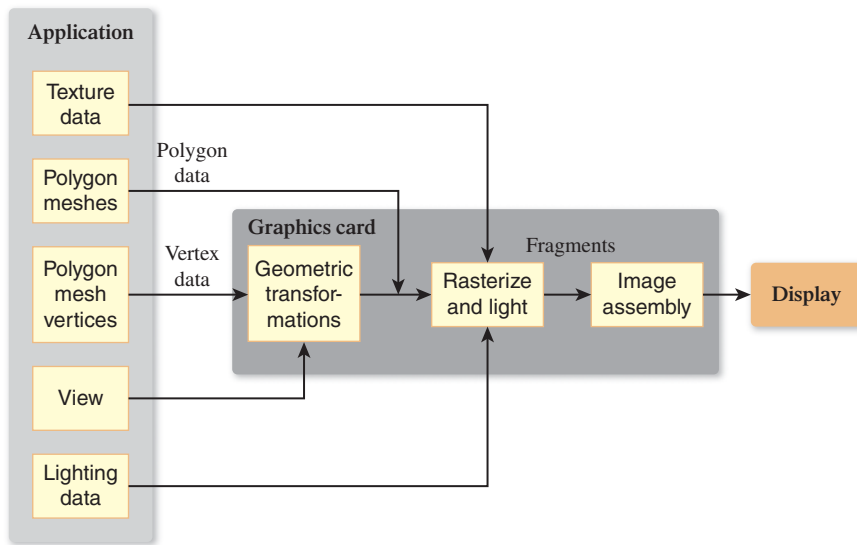 Application
Texture
data
Polygon
meshes
Polygon
data
Polygon
mesh
vertices
Vertex
data
View
Lighting
data
Graphics card
Geometric
transfor-
mations
Rasterize
and light
Fragments
Image
assembly
Display